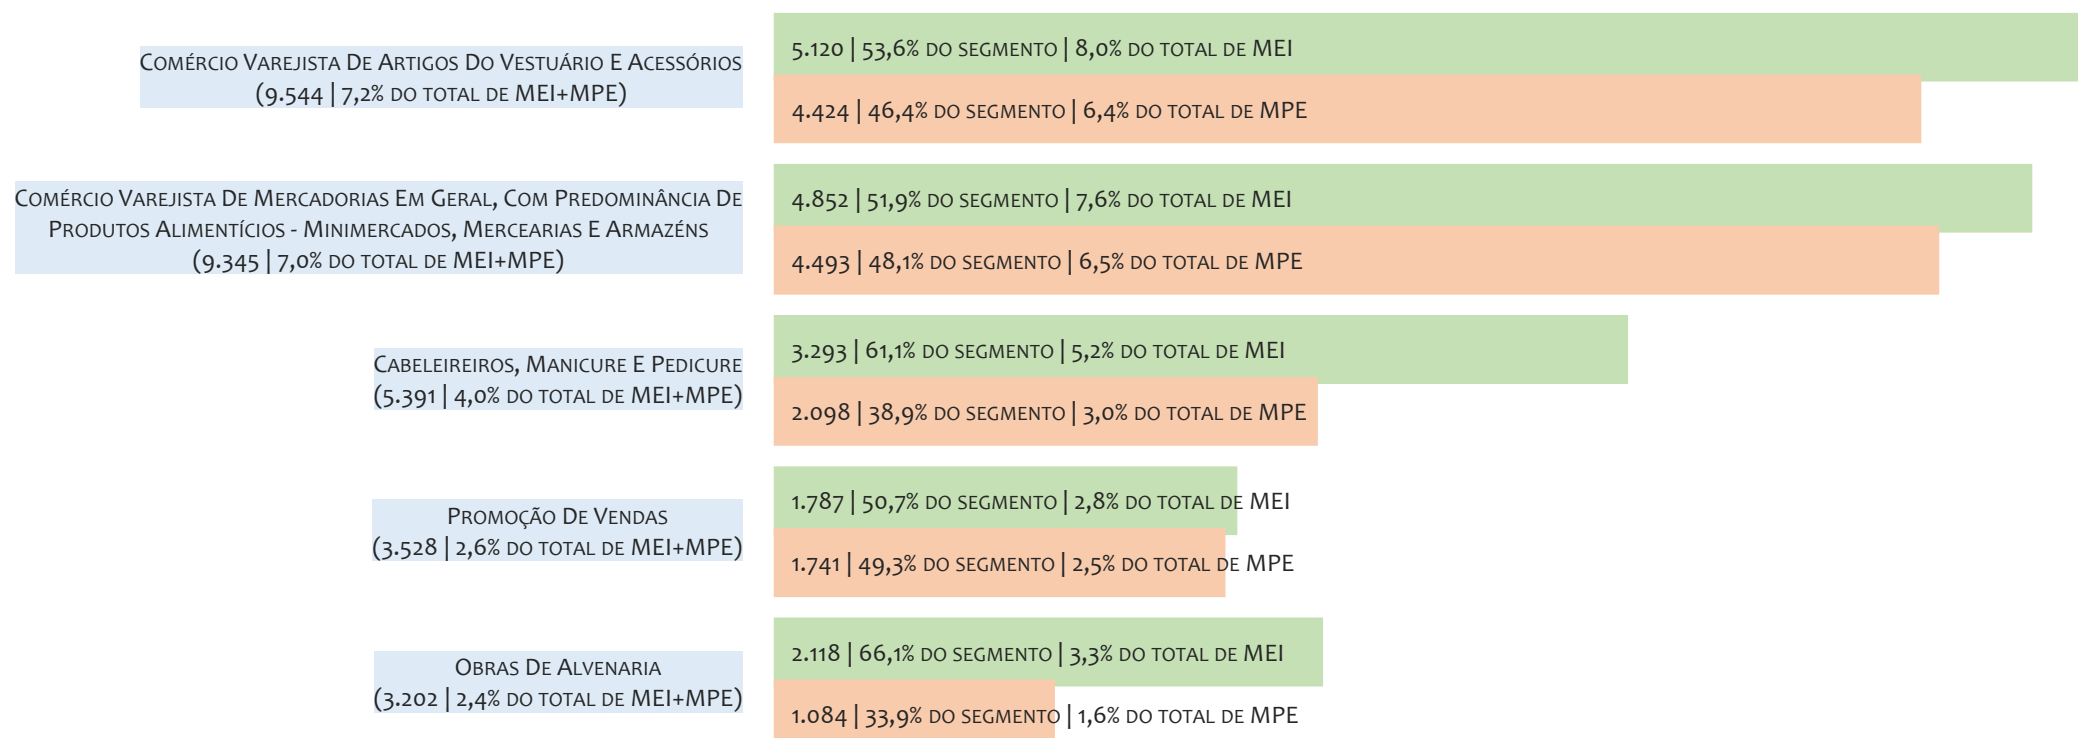 Comércio Varejista De Artigos Do Vestuário E Acessórios
(9.544 | 7,2% do total de MEI+MPE)
5.120 | 53,6% do segmento | 8,0% do total de MEI
4.424 | 46,4% do segmento | 6,4% do total de MPE
Comércio Varejista De Mercadorias Em Geral, Com Predominância De
Produtos Alimentícios - Minimercados, Mercearias E Armazéns
(9.345 | 7,0% do total de MEI+MPE)
4.852 | 51,9% do segmento | 7,6% do total de MEI
4.493 | 48,1% do segmento | 6,5% do total de MPE
Cabeleireiros, Manicure E Pedicure
(5.391 | 4,0% do total de MEI+MPE)
3.293 | 61,1% do segmento | 5,2% do total de MEI
2.098 | 38,9% do segmento | 3,0% do total de MPE
Promoção De Vendas
(3.528 | 2,6% do total de MEI+MPE)
1.787 | 50,7% do segmento | 2,8% do total de MEI
1.741 | 49,3% do segmento | 2,5% do total de MPE
Obras De Alvenaria
(3.202 | 2,4% do total de MEI+MPE)
2.118 | 66,1% do segmento | 3,3% do total de MEI
1.084 | 33,9% do segmento | 1,6% do total de MPE